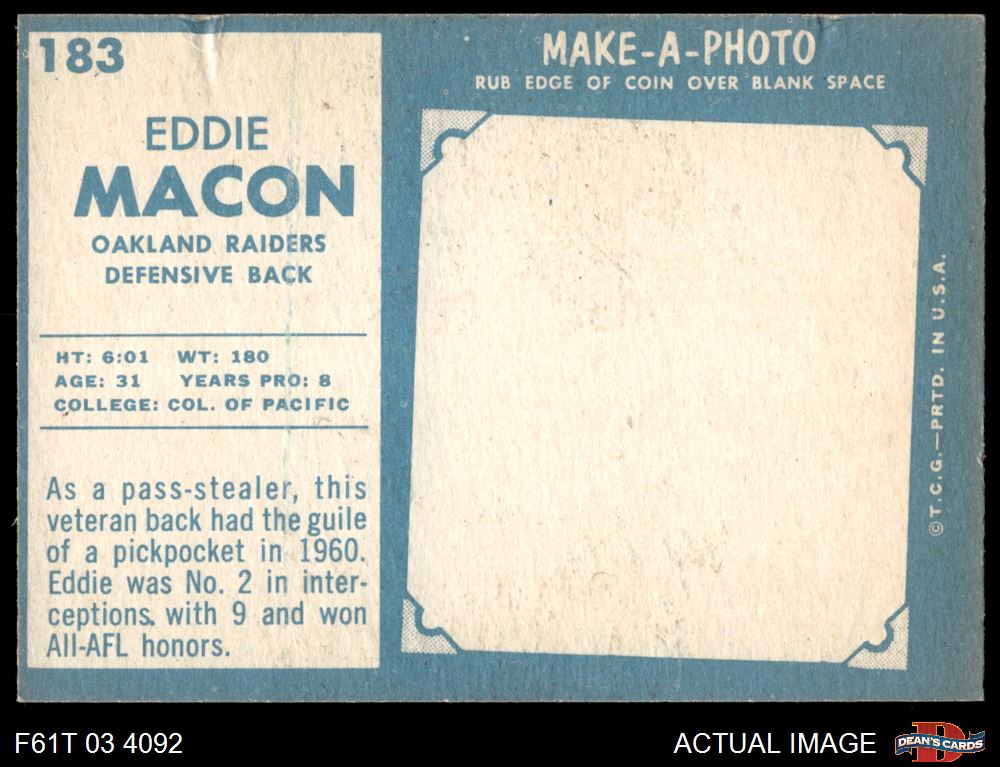 183
EDDIE
MACON
OAKLAND RAIDERS
DEFENSIVE BACK
HT: 6:01 WT: 180
AGE: 31 YEARS PRO: 8
COLLEGE: COL. OF PACIFIC
As a pass-stealer, this
veteran back had the guile
of a pickpocket in 1960.
Eddie was No. 2 in inter-
ceptions, with 9 and won
All-AFL honors.
MAKE-A-PHOTO
RUB EDGE OF COIN OVER BLANK SPACE
©T.C.G.—PRTD. IN U.S.A.
F61T 03 4092
ACTUAL IMAGE
D
DEAN'S CARDS